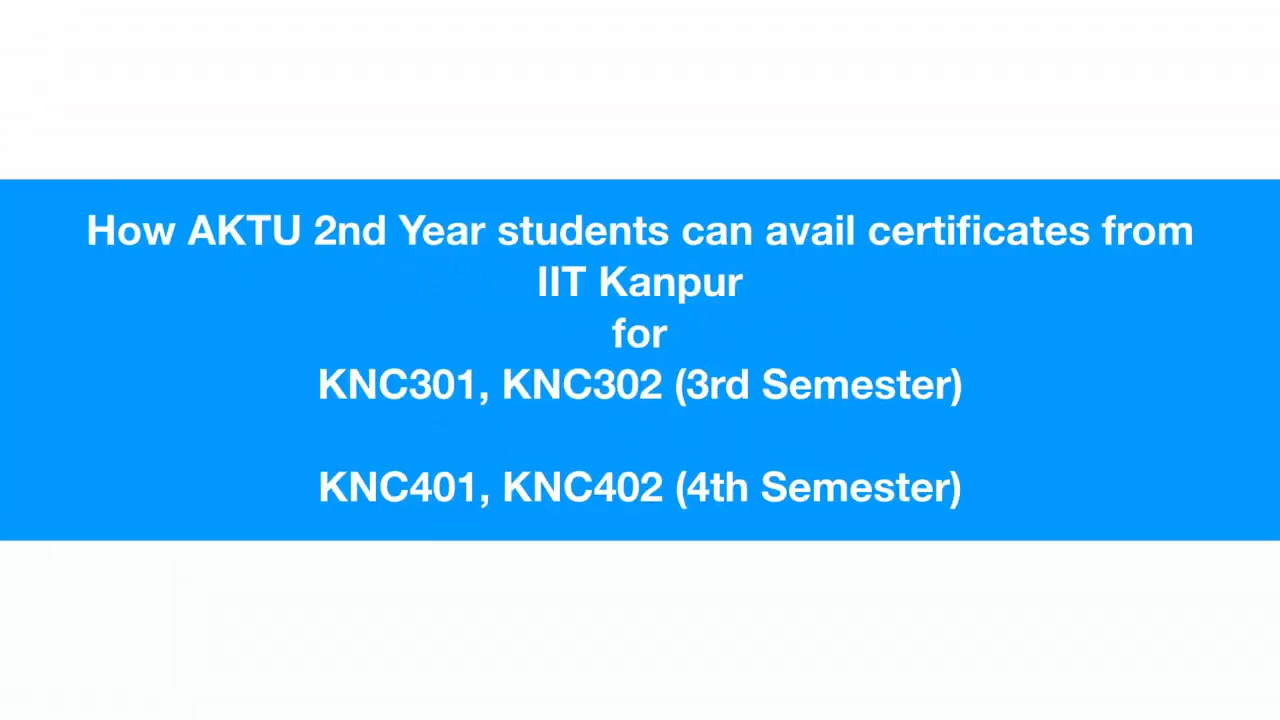 How AKTU 2nd Year students can avail certificates from
IIT Kanpur
for
KNC301, KNC302 (3rd Semester)
KNC401, KNC402 (4th Semester)